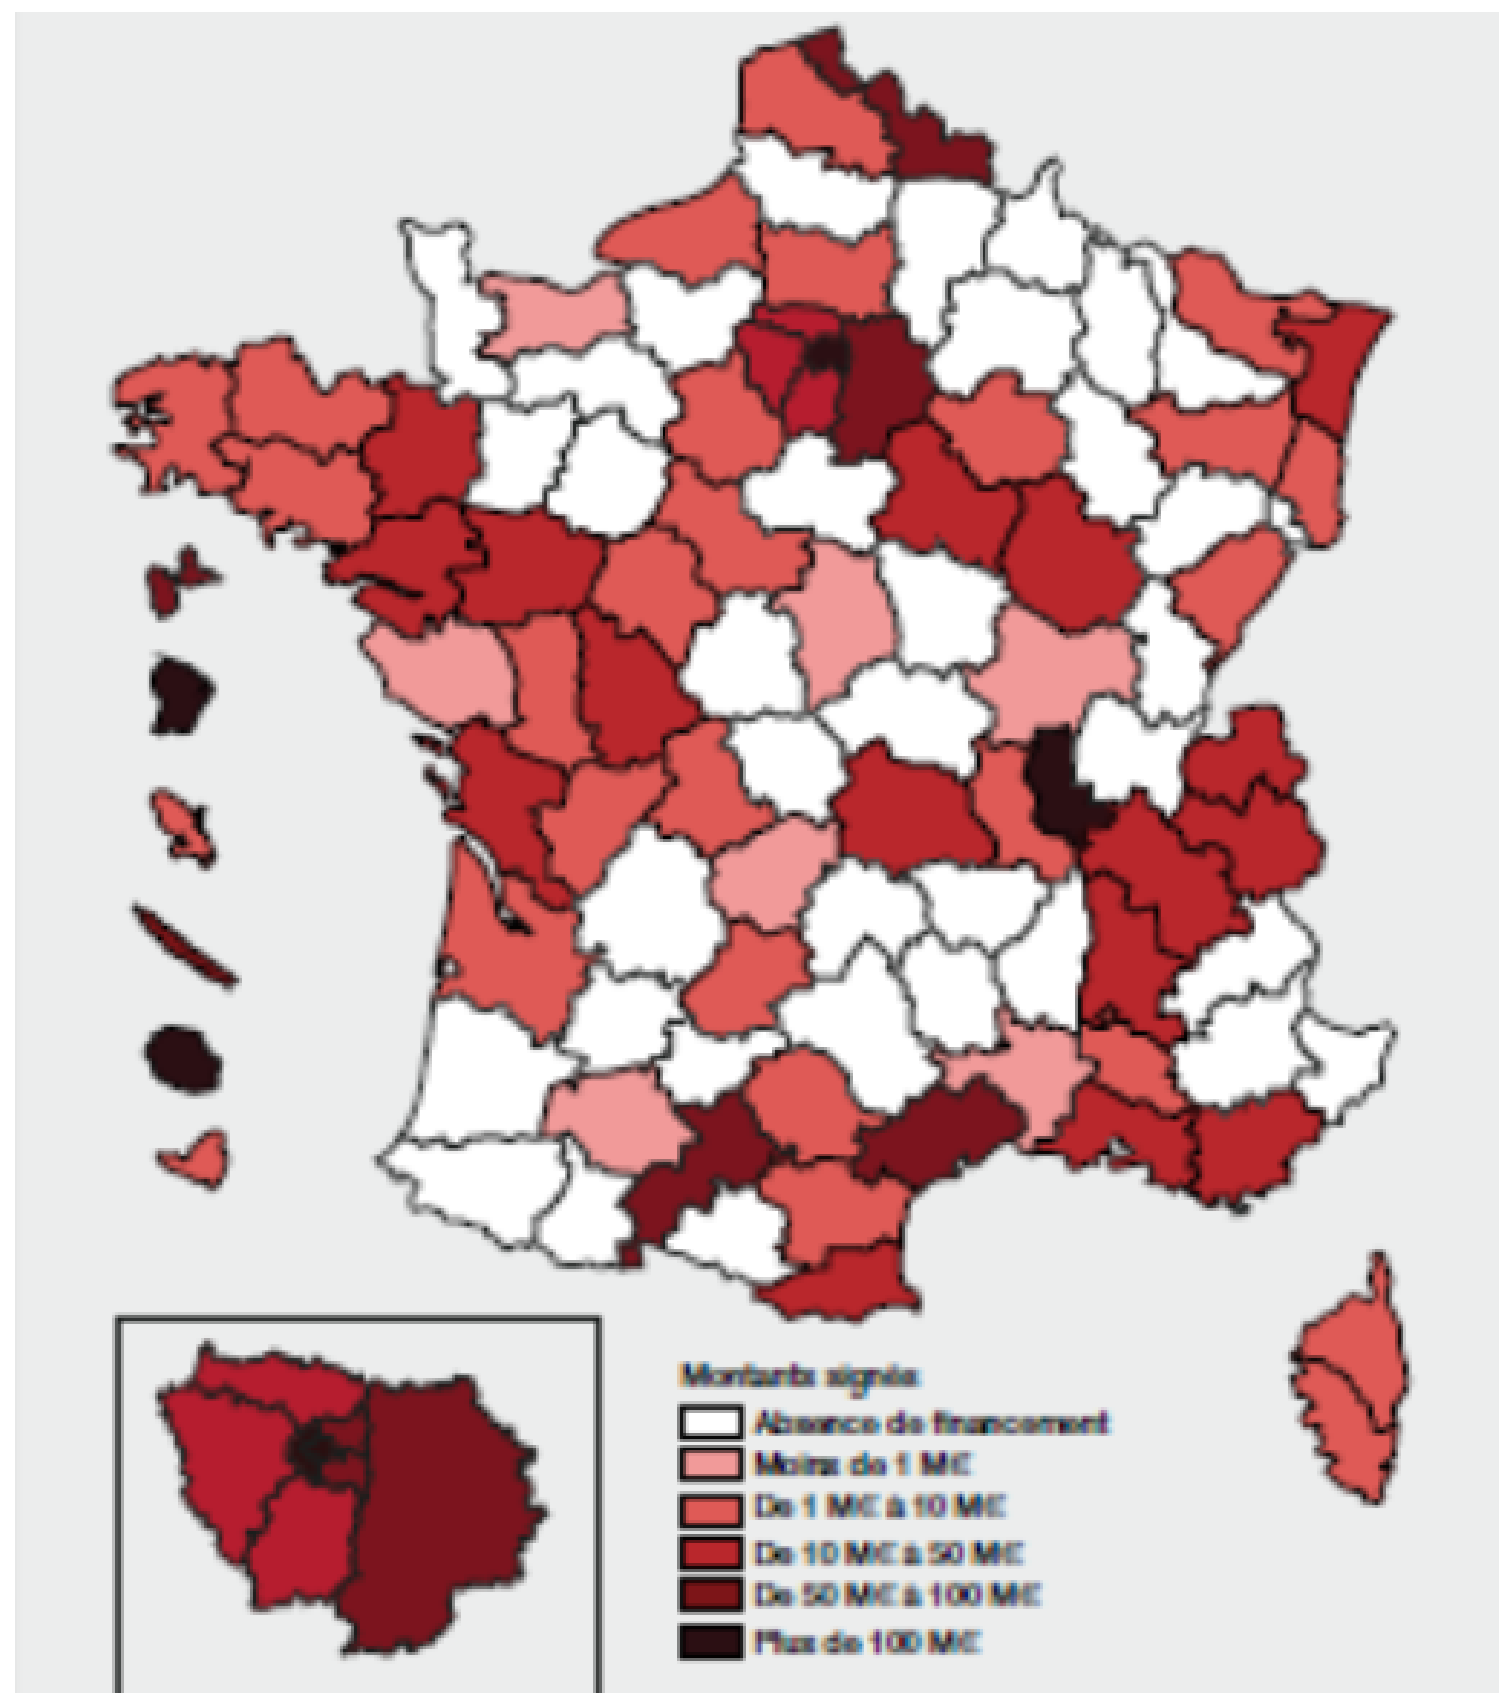 Montants signés
Absence de financement
Moins de 1 M€
De 1 M€ à 10 M€
De 10 M€ à 50 M€
De 50 M€ à 100 M€
Plus de 100 M€